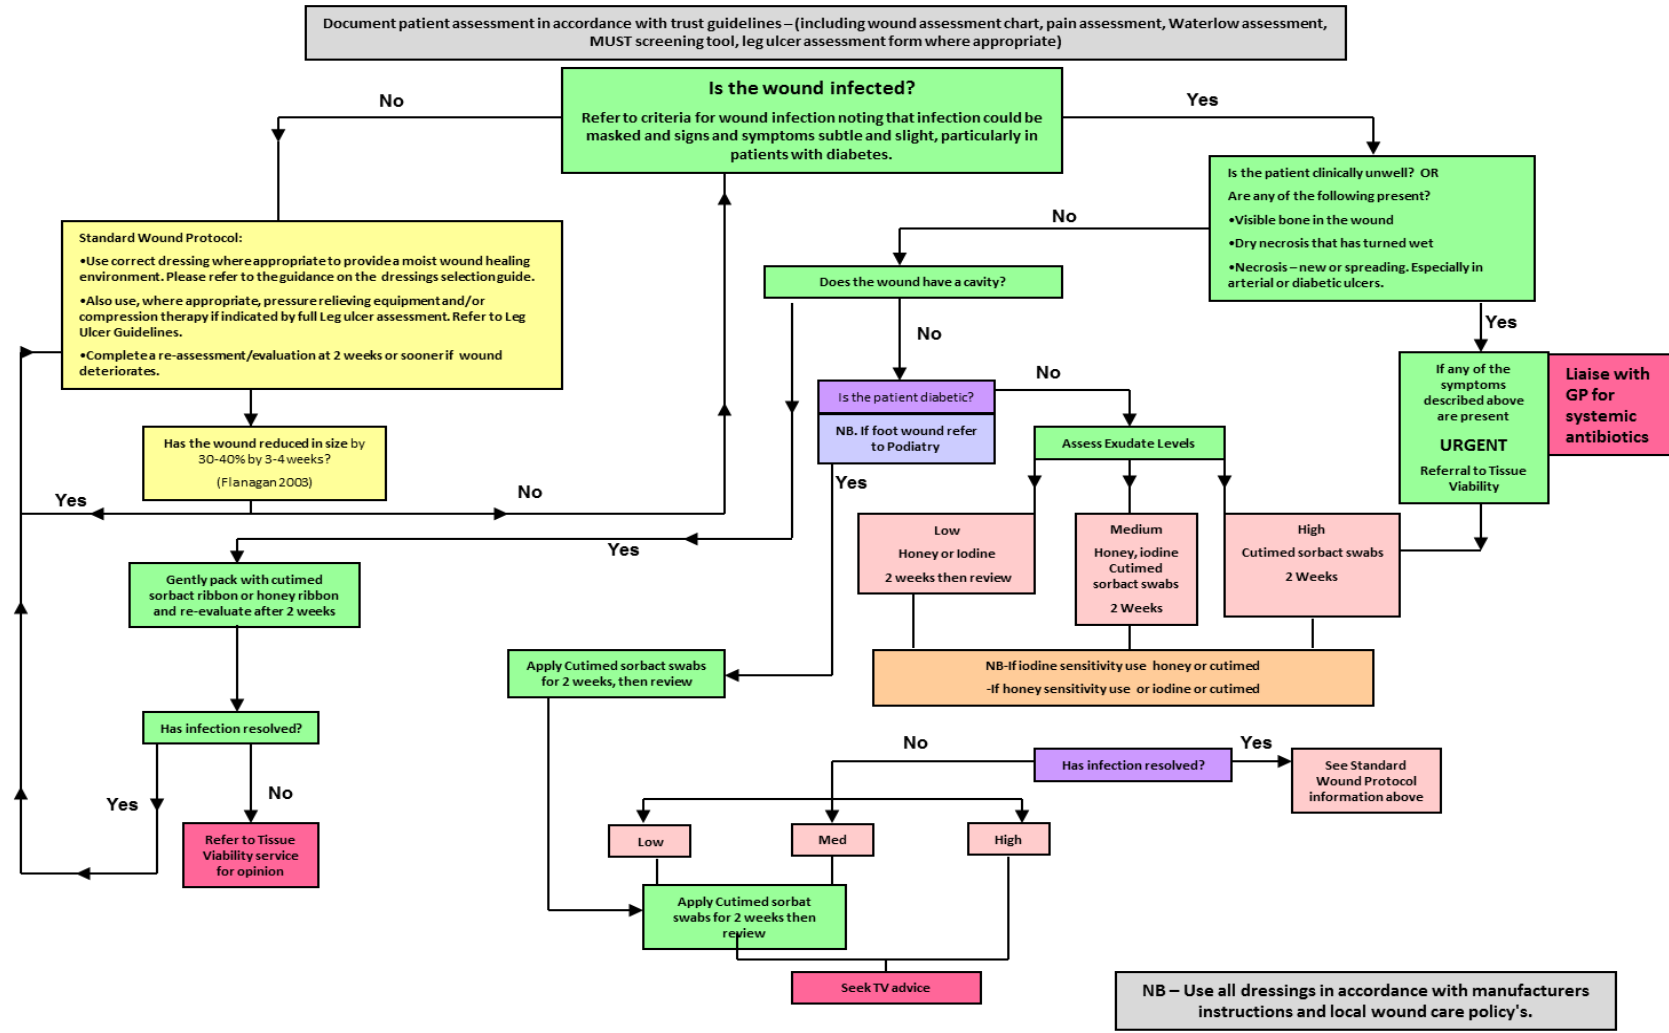 Document patient assessment in accordance with trust guidelines – (including wound assessment chart, pain assessment, Waterlow assessment,
MUST screening tool, leg ulcer assessment form where appropriate)
Is the wound infected?
Refer to criteria for wound infection noting that infection could be
masked and signs and symptoms subtle and slight, particularly in
patients with diabetes.
No
Yes
Is the patient clinically unwell? OR
Are any of the following present?
•Visible bone in the wound
•Dry necrosis that has turned wet
•Necrosis – new or spreading. Especially in
arterial or diabetic ulcers.
Standard Wound Protocol:
•Use correct dressing where appropriate to provide a moist wound healing
environment. Please refer to the guidance on the dressings selection guide.
•Also use, where appropriate, pressure relieving equipment and/or
compression therapy if indicated by full Leg ulcer assessment. Refer to Leg
Ulcer Guidelines.
•Complete a re-assessment/evaluation at 2 weeks or sooner if wound
deteriorates.
No
Does the wound have a cavity?
No
Yes
If any of the
symptoms
described above
are present
URGENT
Referral to Tissue
Viability
Liaise with
GP for
systemic
antibiotics
Is the patient diabetic?
NB. If foot wound refer
to Podiatry
No
Yes
Assess Exudate Levels
Has the wound reduced in size by
30-40% by 3-4 weeks?
(Flanagan 2003)
Yes
No
Low
Honey or Iodine
2 weeks then review
Medium
Honey, iodine
Cutimed
sorbact swabs
2 Weeks
High
Cutimed sorbact swabs
2 Weeks
Yes
Gently pack with cutimed
sorbact ribbon or honey ribbon
and re-evaluate after 2 weeks
Apply Cutimed sorbact swabs
for 2 weeks, then review
NB-If iodine sensitivity use honey or cutimed
-If honey sensitivity use or iodine or cutimed
Has infection resolved?
Yes
No
Refer to Tissue
Viability service
for opinion
Has infection resolved?
No
Yes
See Standard
Wound Protocol
information above
Low
Med
High
Apply Cutimed sorbat
swabs for 2 weeks then
review
Seek TV advice
NB – Use all dressings in accordance with manufacturers
instructions and local wound care policy's.